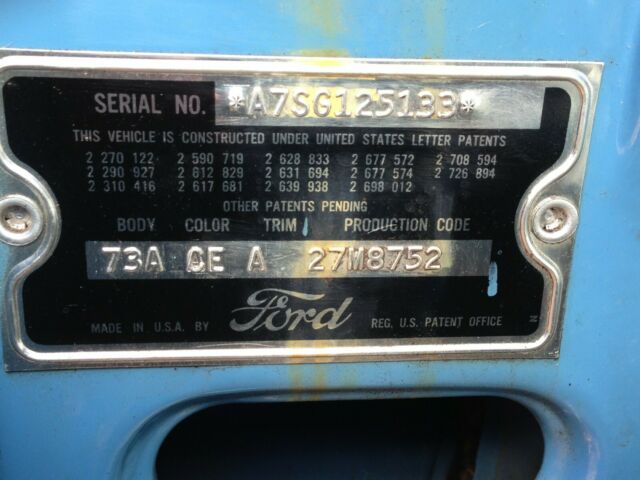 SERIAL NO. *A7SG125133*
THIS VEHICLE IS CONSTRUCTED UNDER UNITED STATES LETTER PATENTS
2 270 122 2 590 719 2 628 833 2 677 572 2 708 594
2 290 927 2 612 829 2 631 694 2 677 574 2 726 894
2 310 416 2 617 681 2 639 938 2 698 012
OTHER PATENTS PENDING
BODY COLOR TRIM PRODUCTION CODE
73A CE A 27M8752
MADE IN U.S.A. BY Ford REG. U.S. PATENT OFFICE